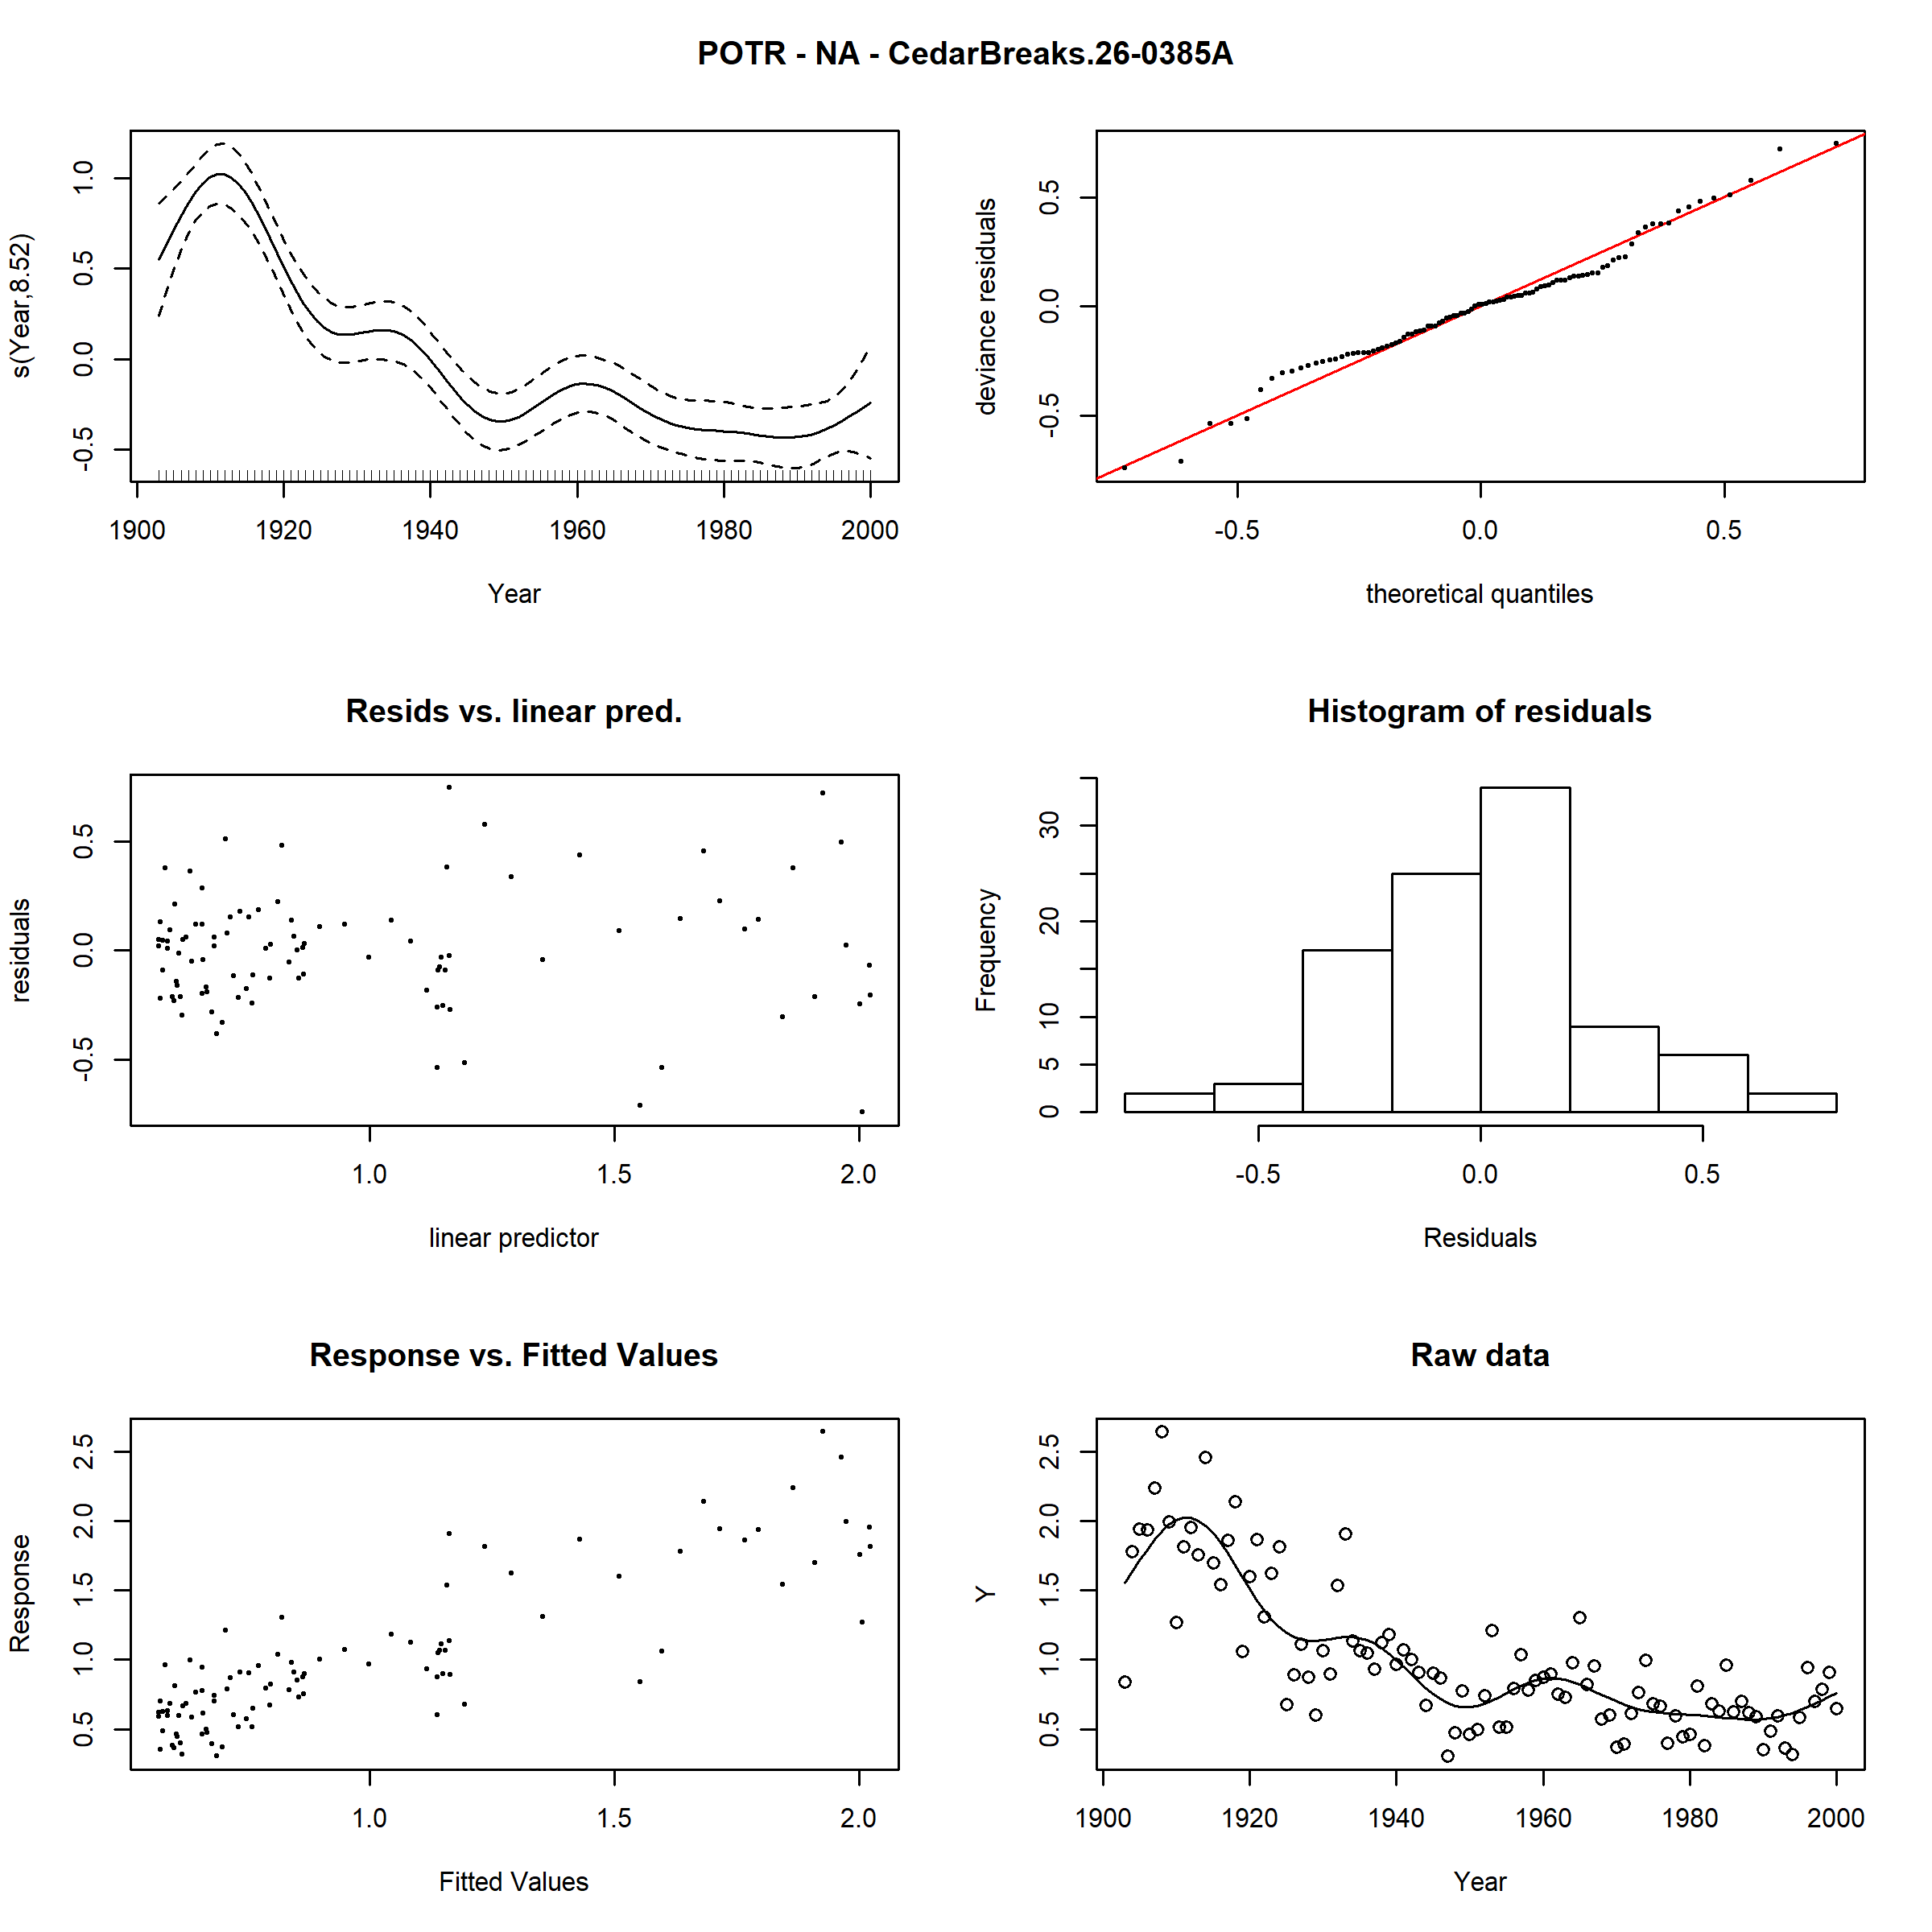 POTR - NA - CedarBreaks.26-0385A
s(Year,8.52)
1.0
0.5
0.0
-0.5
1900 1920 1940 1960 1980 2000
Year
deviance residuals
0.5
0.0
-0.5
-0.5 0.0 0.5
theoretical quantiles
Resids vs. linear pred.
residuals
0.5
0.0
-0.5
1.0 1.5 2.0
linear predictor
Histogram of residuals
Frequency
30
20
10
5
0
-0.5 0.0 0.5
Residuals
Response vs. Fitted Values
Response
2.5
2.0
1.5
1.0
0.5
1.0 1.5 2.0
Fitted Values
Raw data
Y
2.5
2.0
1.5
1.0
0.5
1900 1920 1940 1960 1980 2000
Year